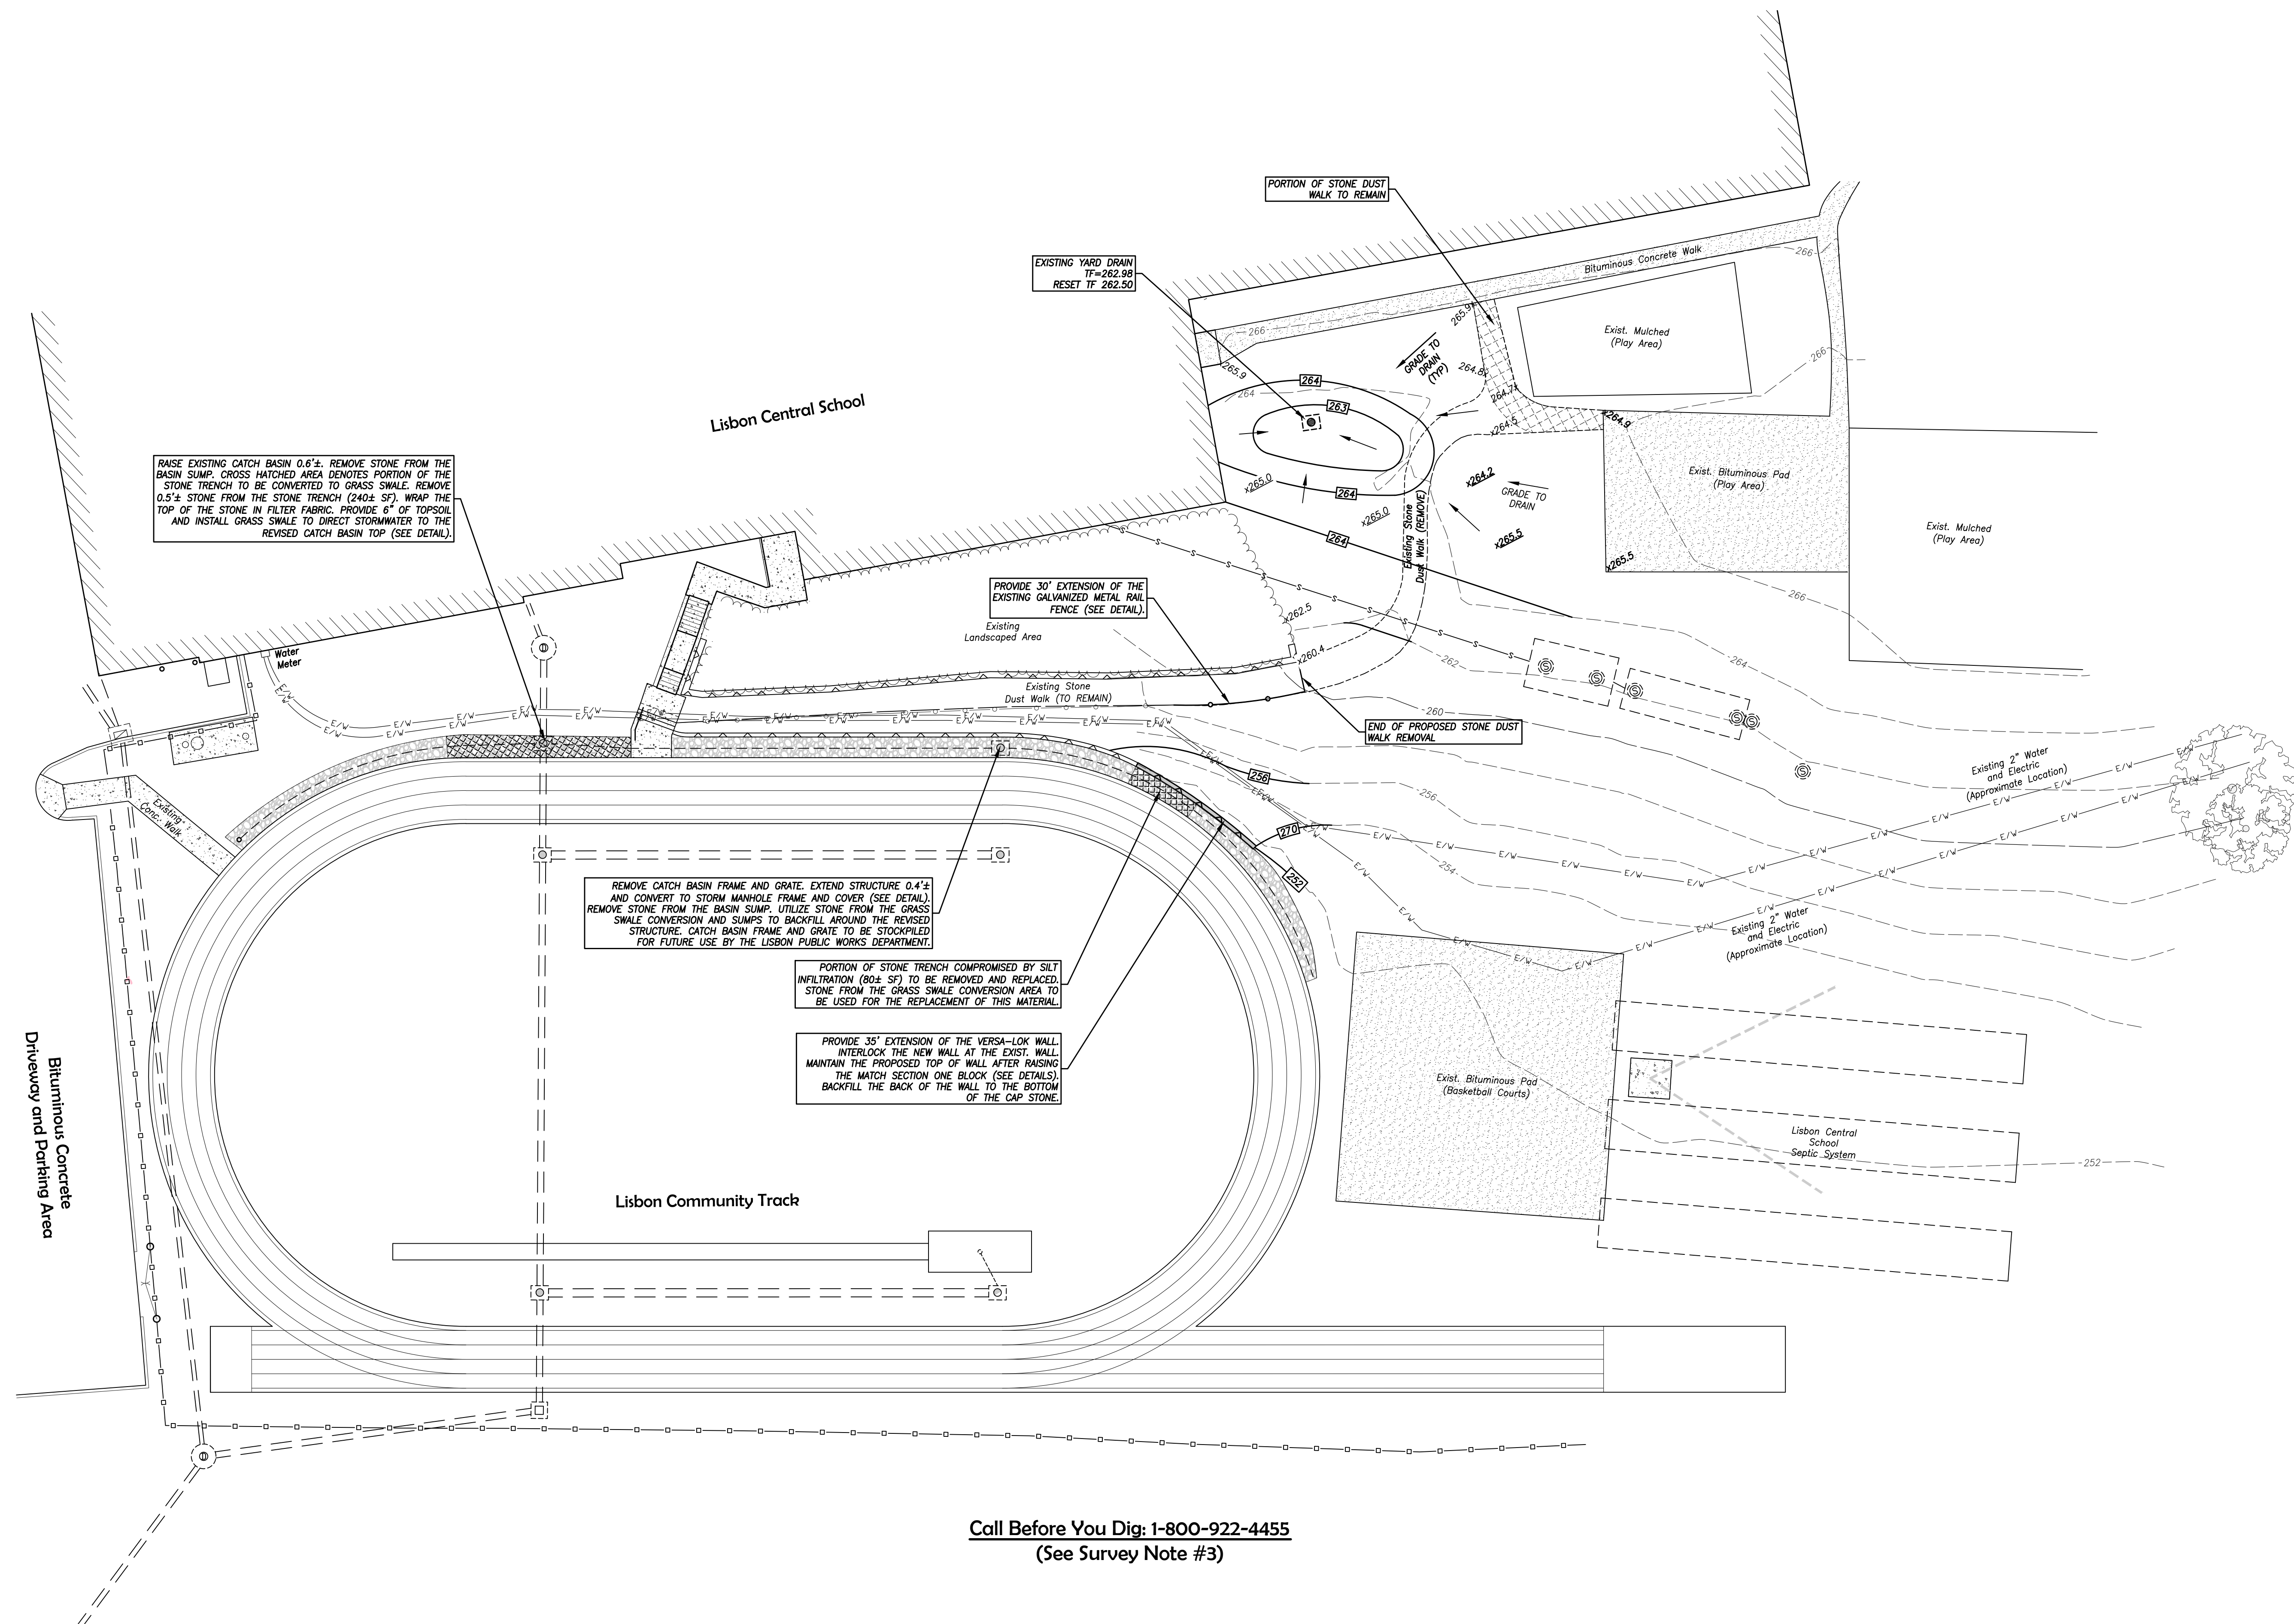 PORTION OF STONE DUST
WALK TO REMAIN
EXISTING YARD DRAIN
TF=262.98
RESET TF 262.50
Bituminous Concrete Walk
266
266
265.9
Exist. Mulched
(Play Area)
GRADE TO
DRAIN
(TYP)
266
264.8
265.9
264
264
264.7
263
x264.9
x264.5
Lisbon Central School
RAISE EXISTING CATCH BASIN 0.6'±. REMOVE STONE FROM THE
BASIN SUMP. CROSS HATCHED AREA DENOTES PORTION OF THE
STONE TRENCH TO BE CONVERTED TO GRASS SWALE. REMOVE
0.5'± STONE FROM THE STONE TRENCH (240± SF). WRAP THE
TOP OF THE STONE IN FILTER FABRIC. PROVIDE 6" OF TOPSOIL
AND INSTALL GRASS SWALE TO DIRECT STORMWATER TO THE
REVISED CATCH BASIN TOP (SEE DETAIL).
x265.0
264
x264.2
GRADE TO
DRAIN
Exist. Bituminous Pad
(Play Area)
x265.0
x265.5
Exist. Mulched
(Play Area)
264
Existing Stone
Dust Walk (REMOVE)
x265.5
PROVIDE 30' EXTENSION OF THE
EXISTING GALVANIZED METAL RAIL
FENCE (SEE DETAIL).
266
x262.5
Existing
Landscaped Area
Water
Meter
x260.4
262
264
Existing Stone
Dust Walk (TO REMAIN)
260
END OF PROPOSED STONE DUST
WALK REMOVAL
256
256
Existing 2" Water
and Electric
(Approximate Location)
Existing
Conc. Walk
270
254
252
REMOVE CATCH BASIN FRAME AND GRATE. EXTEND STRUCTURE 0.4'±
AND CONVERT TO STORM MANHOLE FRAME AND COVER (SEE DETAIL).
REMOVE STONE FROM THE BASIN SUMP. UTILIZE STONE FROM THE GRASS
SWALE CONVERSION AND SUMPS TO BACKFILL AROUND THE REVISED
STRUCTURE. CATCH BASIN FRAME AND GRATE TO BE STOCKPILED
FOR FUTURE USE BY THE LISBON PUBLIC WORKS DEPARTMENT.
Existing 2" Water
and Electric
(Approximate Location)
PORTION OF STONE TRENCH COMPROMISED BY SILT
INFILTRATION (80± SF) TO BE REMOVED AND REPLACED.
STONE FROM THE GRASS SWALE CONVERSION AREA TO
BE USED FOR THE REPLACEMENT OF THIS MATERIAL.
PROVIDE 35' EXTENSION OF THE VERSA-LOK WALL.
INTERLOCK THE NEW WALL AT THE EXIST. WALL.
MAINTAIN THE PROPOSED TOP OF WALL AFTER RAISING
THE MATCH SECTION ONE BLOCK (SEE DETAILS).
BACKFILL THE BACK OF THE WALL TO THE BOTTOM
OF THE CAP STONE.
Exist. Bituminous Pad
(Basketball Courts)
Bituminous Concrete
Driveway and Parking Area
Lisbon Central
School
Septic System
252
Lisbon Community Track
Call Before You Dig: 1-800-922-4455
(See Survey Note #3)